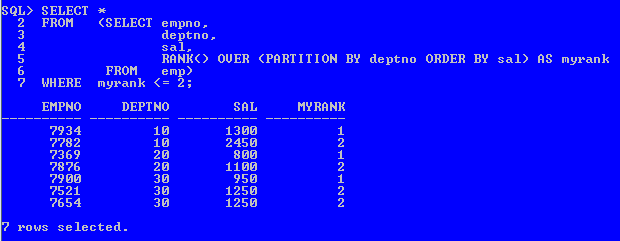 SQL> SELECT *
2 FROM (SELECT empno,
3 deptno,
4 sal,
5 RANK() OVER (PARTITION BY deptno ORDER BY sal) AS myrank
6 FROM emp)
7 WHERE myrank <= 2;
EMPNO DEPTNO SAL MYRANK
---------- ---------- ---------- ----------
7934 10 1300 1
7782 10 2450 2
7369 20 800 1
7876 20 1100 2
7900 30 950 1
7521 30 1250 2
7654 30 1250 2
7 rows selected.